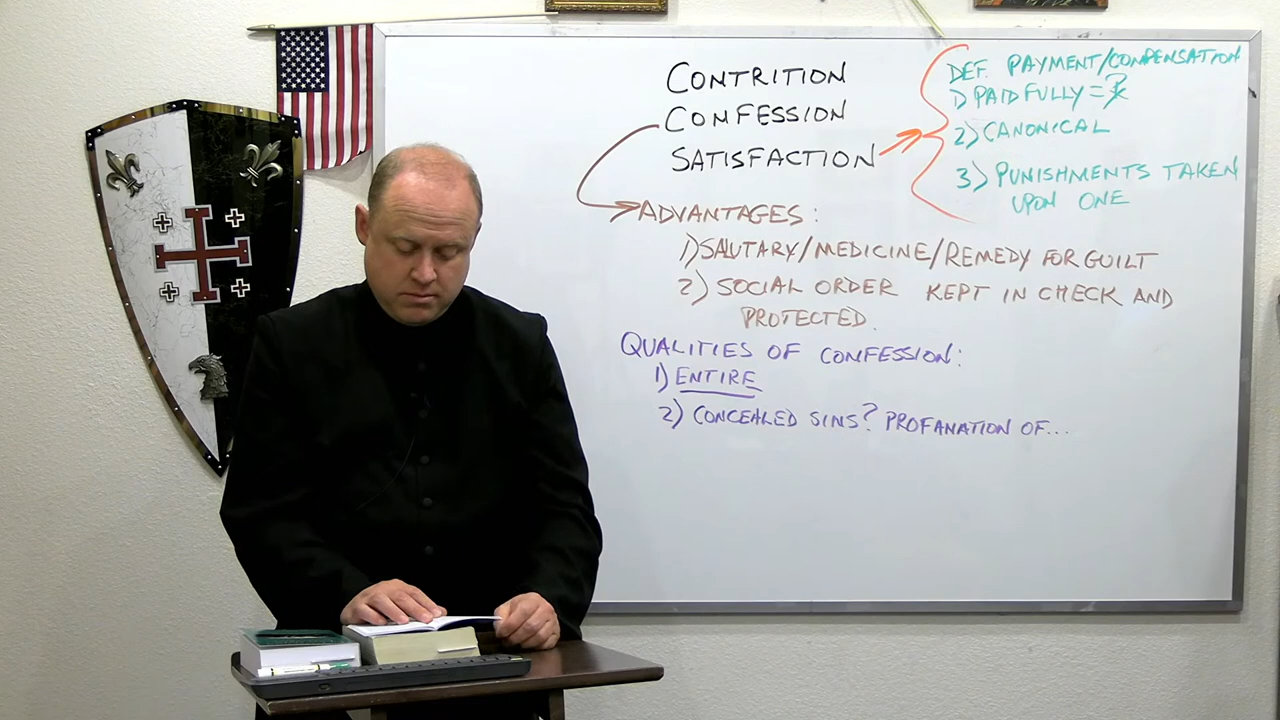 CONTRITION
CONFESSION
SATISFACTION
DEF. PAYMENT/COMPENSATION
1) PAID FULLY = ☧
2) CANONICAL
3) PUNISHMENTS TAKEN
UPON ONE
ADVANTAGES:
1) SALUTARY/MEDICINE/REMEDY FOR GUILT
2) SOCIAL ORDER KEPT IN CHECK AND
PROTECTED.
QUALITIES OF CONFESSION:
1) ENTIRE
2) CONCEALED SINS? PROFANATION OF...